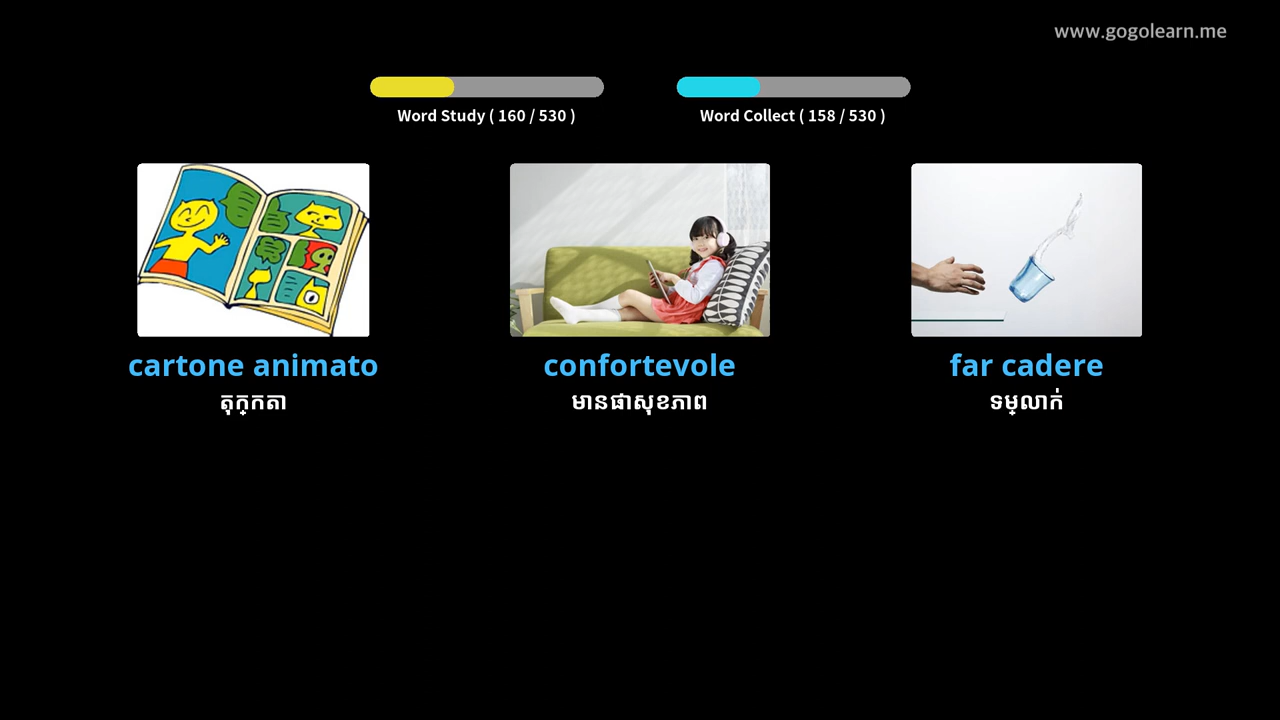 www.gogolearn.me
Word Study ( 160 / 530 )
Word Collect ( 158 / 530 )
cartone animato
confortevole
far cadere
តុក្កតា
មានផាសុខភាព
ទម្លាក់